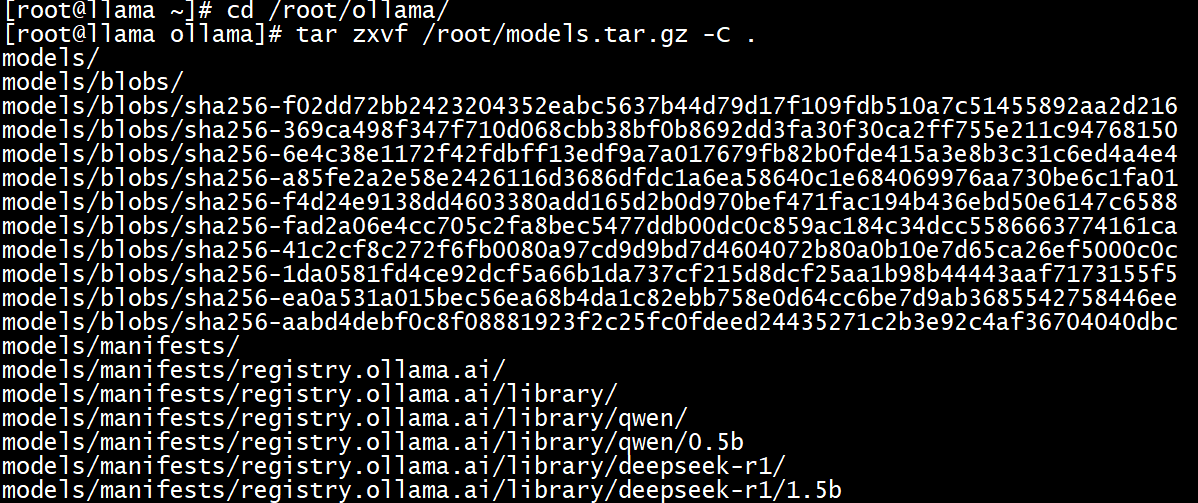 [root@llama ~]# cd /root/ollama/
[root@llama ollama]# tar zxvf /root/models.tar.gz -C .
models/
models/blobs/
models/blobs/sha256-f02dd72bb2423204352eabc5637b44d79d17f109fdb510a7c51455892aa2d216
models/blobs/sha256-369ca498f347f710d068cbb38bf0b8692dd3fa30f30ca2ff755e211c94768150
models/blobs/sha256-6e4c38e1172f42fdbff13edf9a7a017679fb82b0fde415a3e8b3c31c6ed4a4e4
models/blobs/sha256-a85fe2a2e58e2426116d3686dfdc1a6ea58640c1e684069976aa730be6c1fa01
models/blobs/sha256-f4d24e9138dd4603380add165d2b0d970bef471fac194b436ebd50e6147c6588
models/blobs/sha256-fad2a06e4cc705c2fa8bec5477ddb00dc0c859ac184c34dcc5586663774161ca
models/blobs/sha256-41c2cf8c272f6fb0080a97cd9d9bd7d4604072b80a0b10e7d65ca26ef5000c0c
models/blobs/sha256-1da0581fd4ce92dcf5a66b1da737cf215d8dcf25aa1b98b44443aaf7173155f5
models/blobs/sha256-ea0a531a015bec56ea68b4da1c82ebb758e0d64cc6be7d9ab3685542758446ee
models/blobs/sha256-aabd4debf0c8f08881923f2c25fc0fdeed24435271c2b3e92c4af36704040dbc
models/manifests/
models/manifests/registry.ollama.ai/
models/manifests/registry.ollama.ai/library/
models/manifests/registry.ollama.ai/library/qwen/
models/manifests/registry.ollama.ai/library/qwen/0.5b
models/manifests/registry.ollama.ai/library/deepseek-r1/
models/manifests/registry.ollama.ai/library/deepseek-r1/1.5b